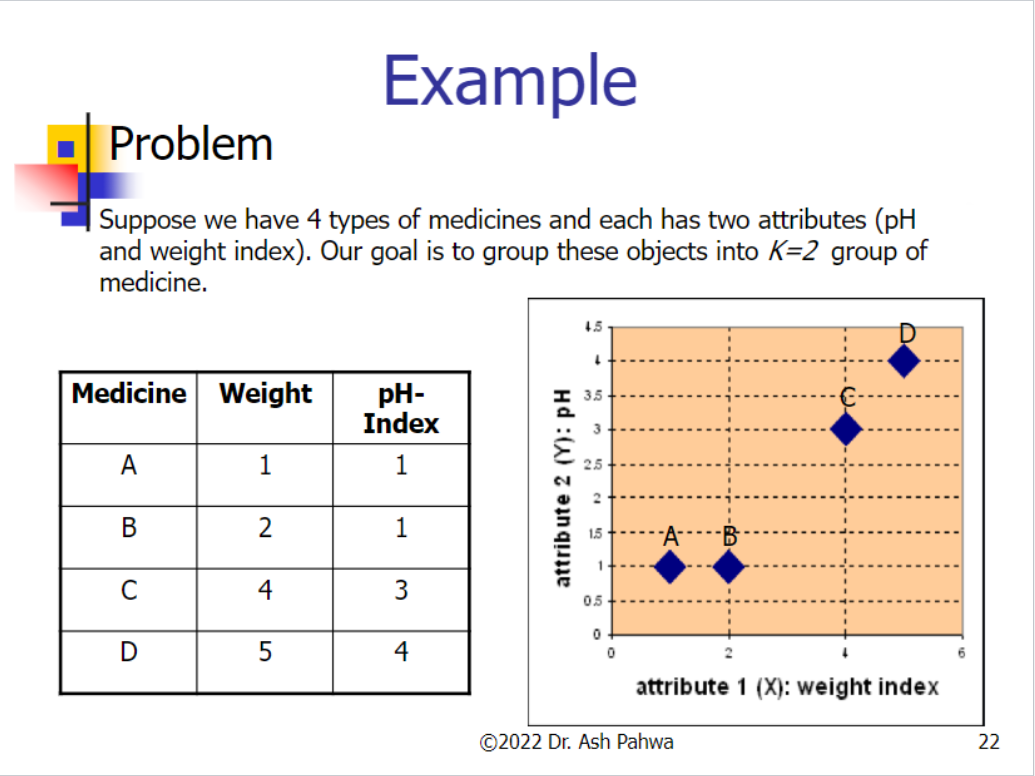 Example
Problem
Suppose we have 4 types of medicines and each has two attributes (pH
and weight index). Our goal is to group these objects into K=2 group of
medicine.
Medicine Weight pH-
Index
A 1 1
B 2 1
C 4 3
D 5 4
4.5
4
3.5
3
2.5
2
1.5
1
0.5
0
0 2 4 6
attribute 2 (Y): pH
A
B
C
D
attribute 1 (X): weight index
©2022 Dr. Ash Pahwa
22